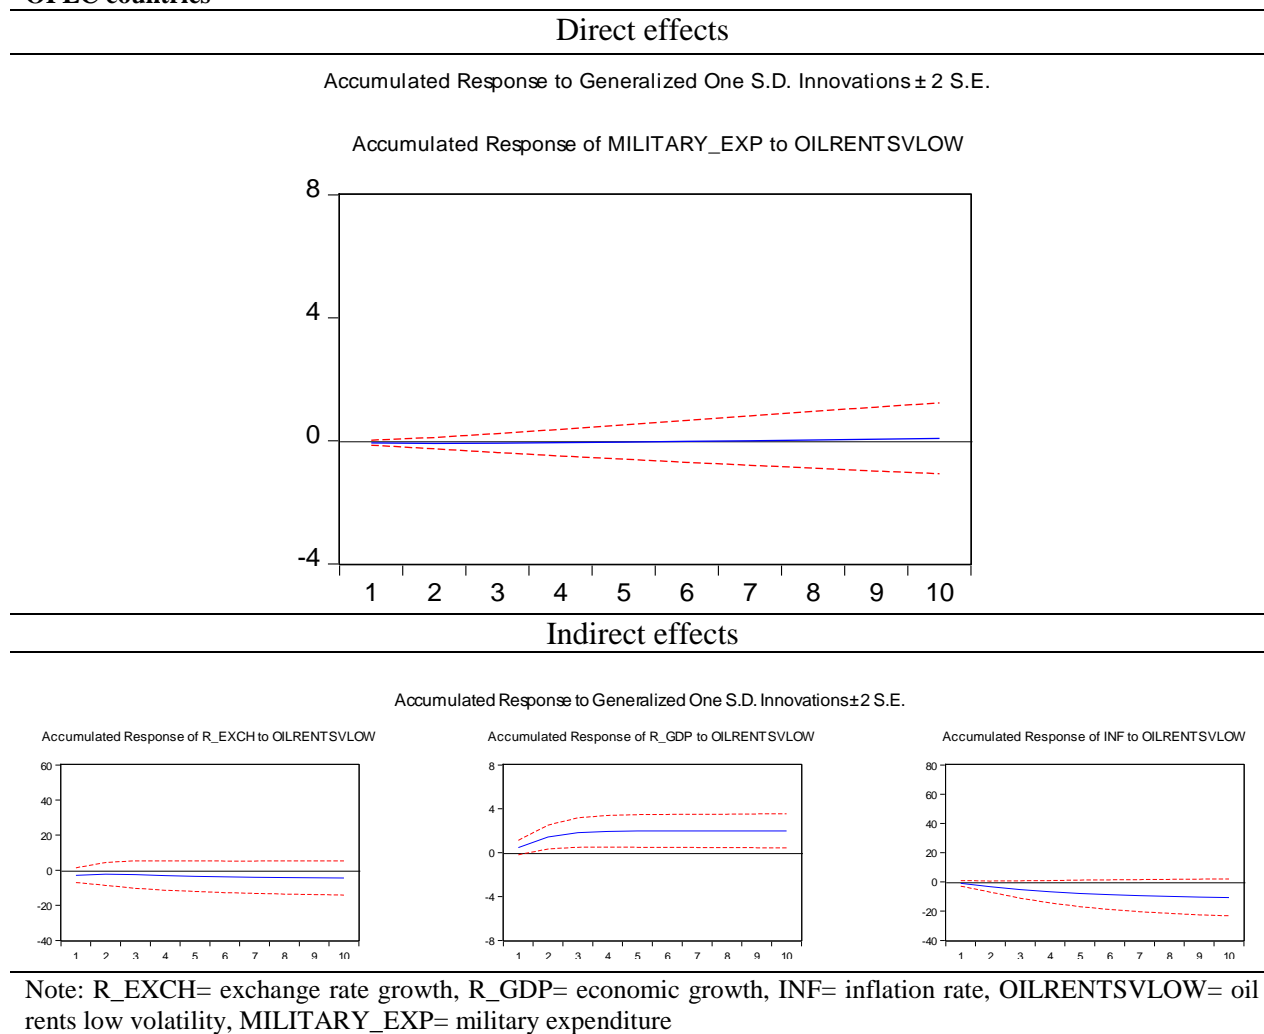 OPEC countries
Direct effects
Accumulated Response to Generalized One S.D. Innovations ± 2 S.E.
Accumulated Response of MILITARY_EXP to OILRENTSVLOW
8
4
0
-4
1 2 3 4 5 6 7 8 9 10
Indirect effects
Accumulated Response to Generalized One S.D. Innovations ± 2 S.E.
Accumulated Response of R_EXCH to OILRENTSVLOW
60
40
20
0
-20
-40
1 2 3 4 5 6 7 8 9 10
Accumulated Response of R_GDP to OILRENTSVLOW
8
4
0
-4
-8
1 2 3 4 5 6 7 8 9 10
Accumulated Response of INF to OILRENTSVLOW
80
60
40
20
0
-20
-40
1 2 3 4 5 6 7 8 9 10
Note: R_EXCH= exchange rate growth, R_GDP= economic growth, INF= inflation rate, OILRENTSVLOW= oil
rents low volatility, MILITARY_EXP= military expenditure